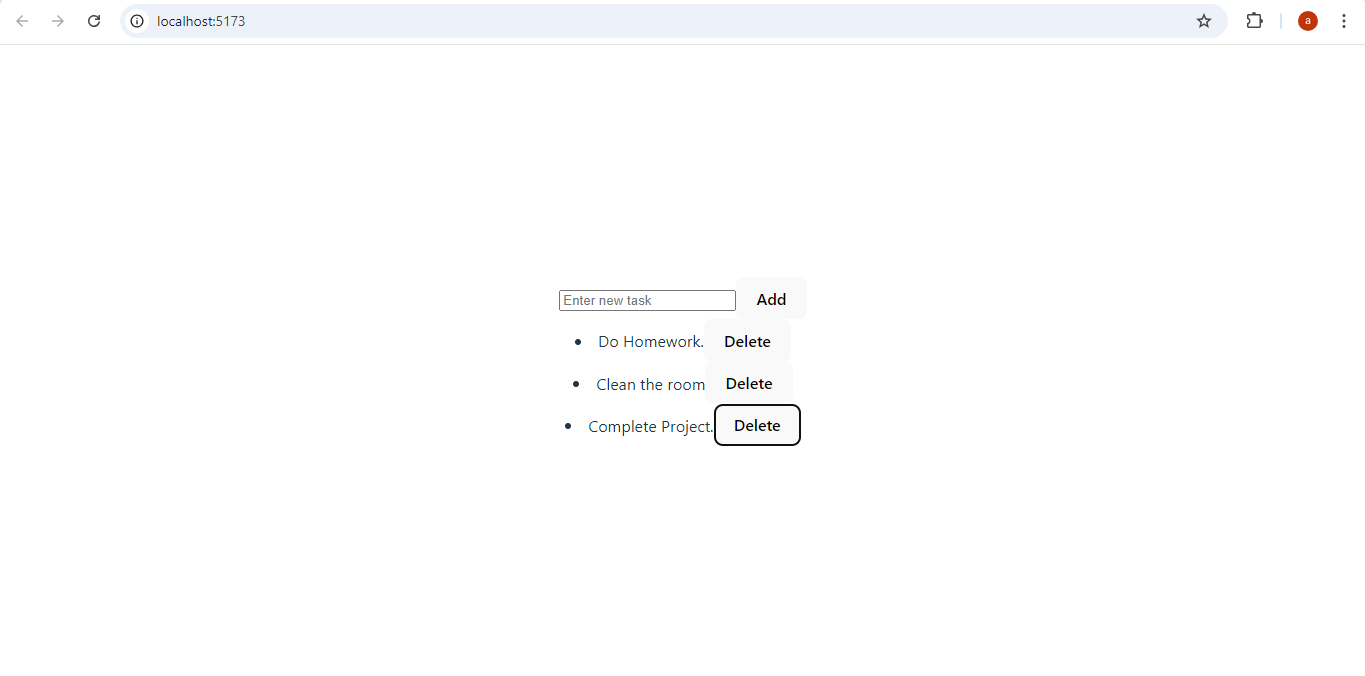 localhost:5173
a
Enter new task Add
Do Homework. Delete
Clean the room Delete
Complete Project. Delete